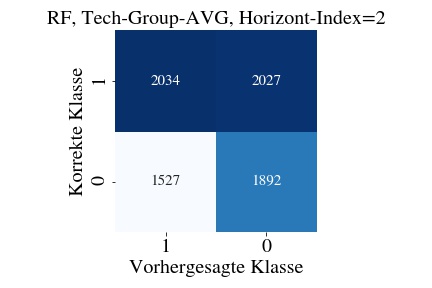 RF, Tech-Group-AVG, Horizont-Index=2
Korrekte Klasse
1
2034 2027
0
1527 1892
1 0
Vorhergesagte Klasse